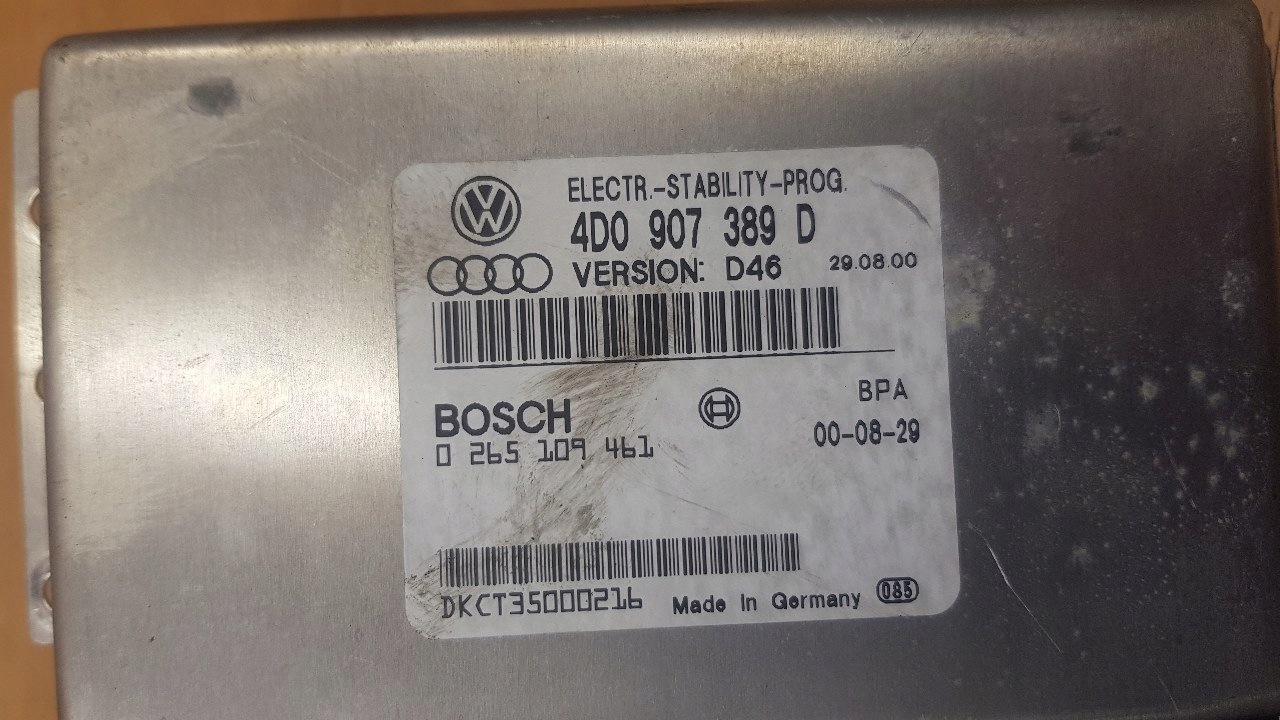 ELECTR.-STABILITY-PROG.
4D0 907 389 D
VERSION: D46 29.08.00
BOSCH
BPA
0 265 109 461
00-08-29
DKCT35000216
Made in Germany 085